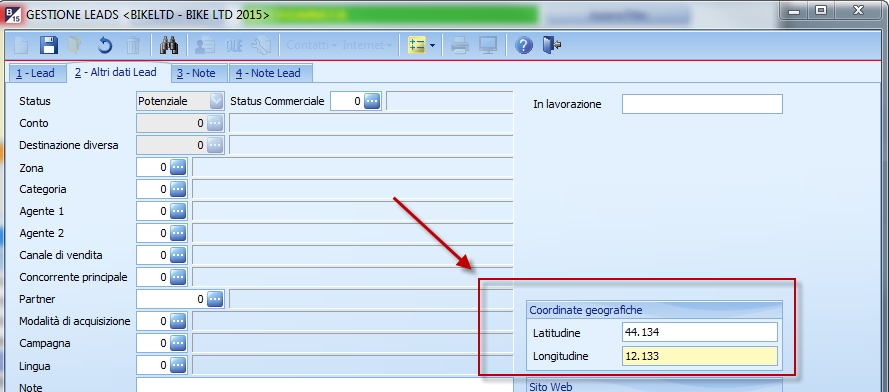 B 15 GESTIONE LEADS <BIKELTD - BIKE LTD 2015>
Contatti Internet
1 - Lead 2 - Altri dati Lead 3 - Note 4 - Note Lead
Status Potenziale Status Commerciale 0
Conto 0
Destinazione diversa 0
Zona 0
Categoria 0
Agente 1 0
Agente 2 0
Canale di vendita 0
Concorrente principale 0
Partner 0
Modalità di acquisizione 0
Campagna 0
Lingua 0
Note
In lavorazione
Coordinate geografiche
Latitudine 44.134
Longitudine 12.133
Sito Web